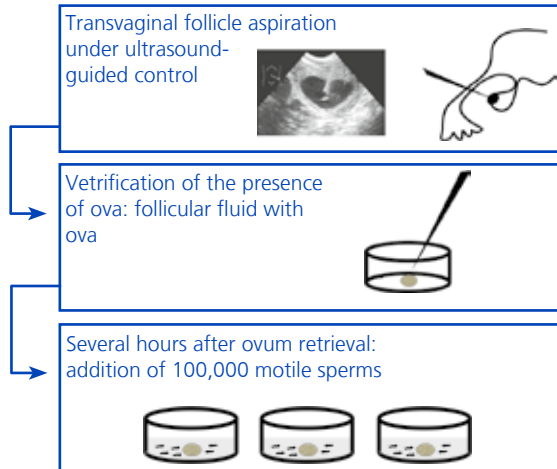 Transvaginal follicle aspiration
under ultrasound-
guided control
Vetrification of the presence
of ova: follicular fluid with
ova
Several hours after ovum retrieval:
addition of 100,000 motile sperms